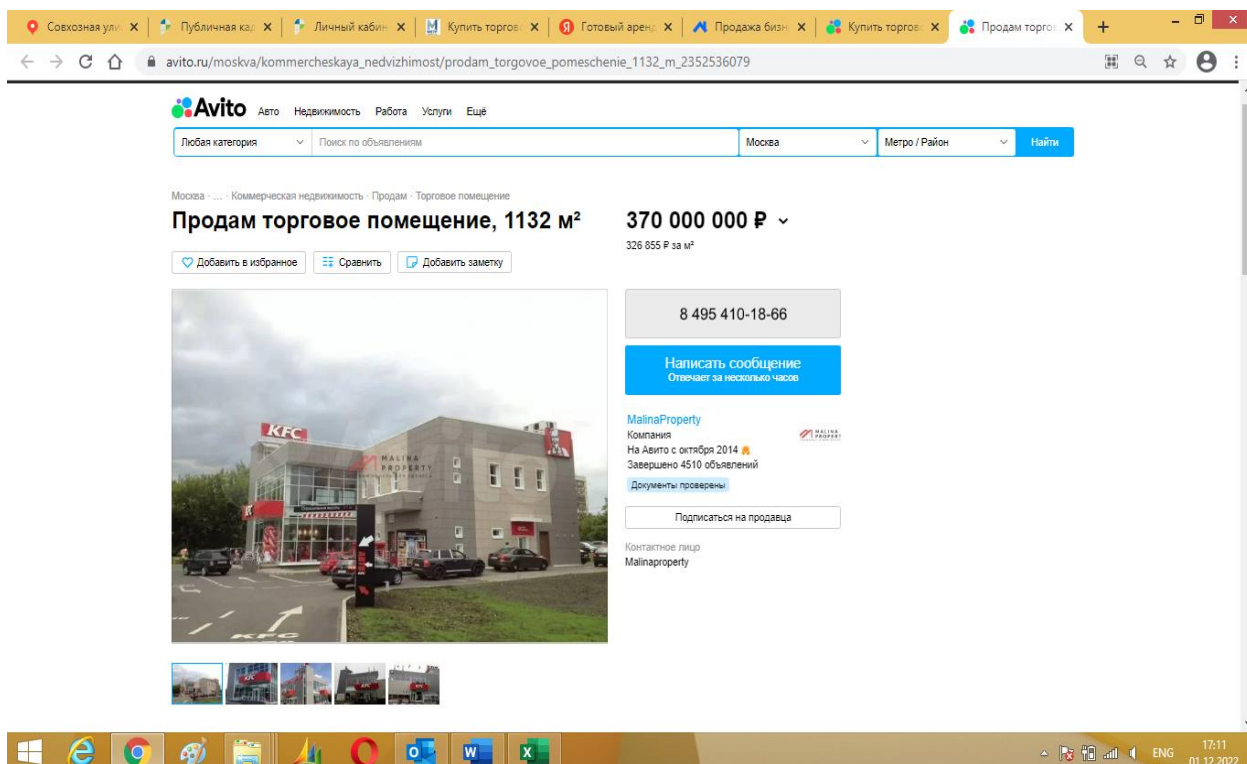 Совхозная ули
Публичная кад
Личный кабин
Купить торгов
Готовый аренд
Продажа бизн
Купить торгов
Продам торгов
avito.ru/moskva/kommercheskaya_nedvizhimost/prodam_torgovoe_pomeschenie_1132_m_2352536079
Avito Авто Недвижимость Работа Услуги Ещё
Любая категория Поиск по объявлениям Москва Метро / Район Найти
Москва · ... · Коммерческая недвижимость · Продам · Торговое помещение
Продам торговое помещение, 1132 м²
370 000 000 ₽
326 855 ₽ за м²
Добавить в избранное Сравнить Добавить заметку
8 495 410-18-66
Написать сообщение
Отвечает за несколько часов
MalinaProperty
Компания
На Авито с октября 2014
Завершено 4510 объявлений
Документы проверены
Подписаться на продавца
Контактное лицо
Malinaproperty
MALINA
PROPERTY
KFC
MALINA
PROPERTY
KFC
KFC
ENG
17:11
01.12.2022